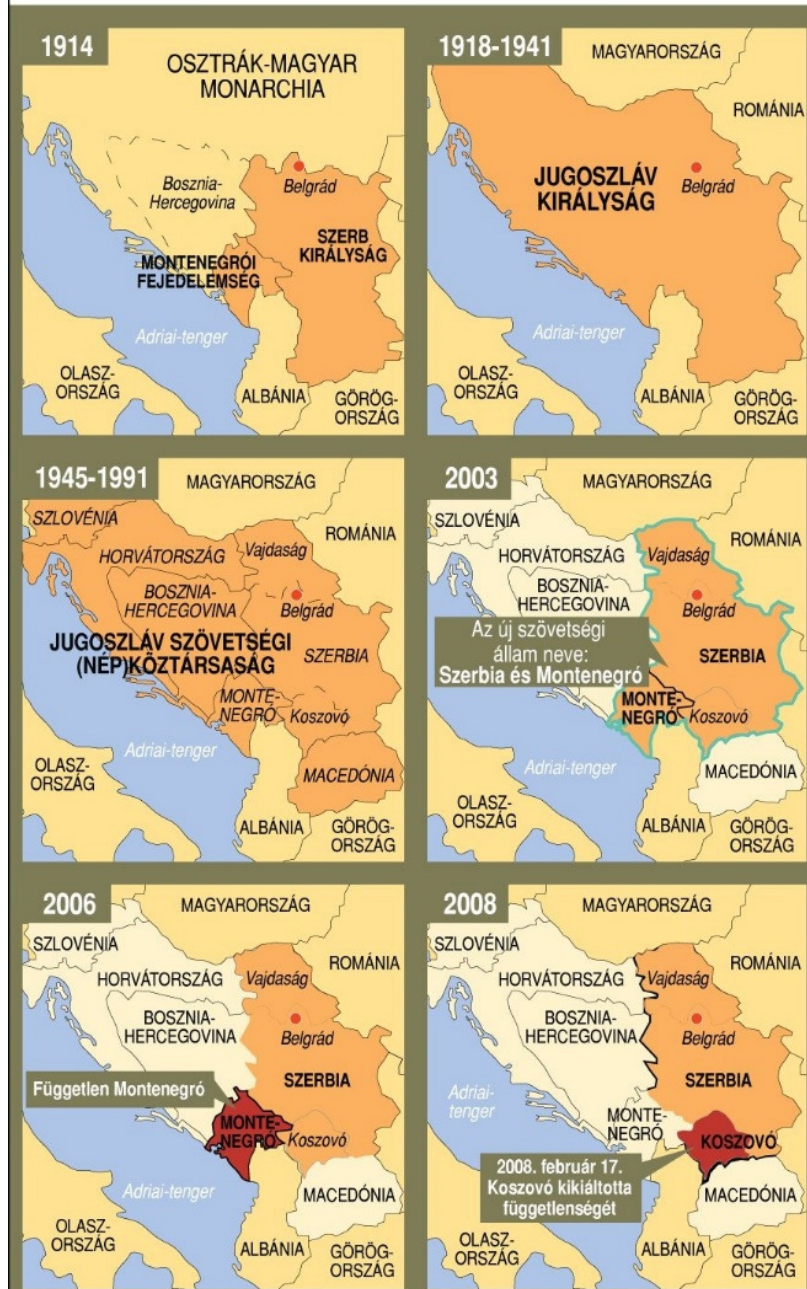 1914
OSZTRÁK-MAGYAR
MONARCHIA
Bosznia-
Hercegovina
Belgrád
SZERB
KIRÁLYSÁG
MONTENEGRÓI
FEJEDELEMSÉG
Adriai-tenger
OLASZ-
ORSZÁG
ALBÁNIA
GÖRÖG-
ORSZÁG
1918-1941
MAGYARORSZÁG
ROMÁNIA
JUGOSZLÁV
KIRÁLYSÁG
Belgrád
Adriai-tenger
OLASZ-
ORSZÁG
ALBÁNIA
GÖRÖG-
ORSZÁG
1945-1991
MAGYARORSZÁG
SZLOVÉNIA
ROMÁNIA
HORVÁTORSZÁG
Vajdaság
BOSZNIA-
HERCEGOVINA
Belgrád
JUGOSZLÁV SZÖVETSÉGI
(NÉP)KÖZTÁRSASÁG
SZERBIA
MONTE-
NEGRÓ
Koszovó
Adriai-tenger
OLASZ-
ORSZÁG
MACEDÓNIA
ALBÁNIA
GÖRÖG-
ORSZÁG
2003
MAGYARORSZÁG
SZLOVÉNIA
ROMÁNIA
HORVÁTORSZÁG
Vajdaság
BOSZNIA-
HERCEGOVINA
Belgrád
Az új szövetségi
állam neve:
Szerbia és Montenegró
SZERBIA
MONTE-
NEGRÓ
Koszovó
Adriai-tenger
MACEDÓNIA
OLASZ-
ORSZÁG
ALBÁNIA
GÖRÖG-
ORSZÁG
2006
MAGYARORSZÁG
SZLOVÉNIA
ROMÁNIA
HORVÁTORSZÁG
Vajdaság
BOSZNIA-
HERCEGOVINA
Belgrád
SZERBIA
Független Montenegró
MONTE-
NEGRÓ
Koszovó
Adriai-tenger
MACEDÓNIA
OLASZ-
ORSZÁG
ALBÁNIA
GÖRÖG-
ORSZÁG
2008
MAGYARORSZÁG
SZLOVÉNIA
ROMÁNIA
HORVÁTORSZÁG
Vajdaság
BOSZNIA-
HERCEGOVINA
Belgrád
SZERBIA
Adriai-
tenger
MONTE-
NEGRÓ
KOSZOVÓ
2008. február 17.
Koszovó kikiáltotta
függetlenségét
MACEDÓNIA
OLASZ-
ORSZÁG
ALBÁNIA
GÖRÖG-
ORSZÁG